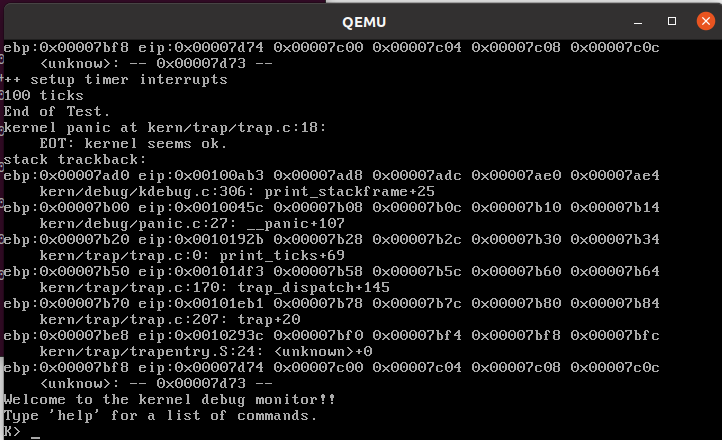 QEMU
ebp:0x00007bf8 eip:0x00007d74 0x00007c00 0x00007c04 0x00007c08 0x00007c0c
    <unknow>: -- 0x00007d73 --
++ setup timer interrupts
100 ticks
End of Test.
kernel panic at kern/trap/trap.c:18:
    EOT: kernel seems ok.
stack trackback:
ebp:0x00007ad0 eip:0x00100ab3 0x00007ad8 0x00007adc 0x00007ae0 0x00007ae4
    kern/debug/kdebug.c:306: print_stackframe+25
ebp:0x00007b00 eip:0x0010045c 0x00007b08 0x00007b0c 0x00007b10 0x00007b14
    kern/debug/panic.c:27: __panic+107
ebp:0x00007b20 eip:0x0010192b 0x00007b28 0x00007b2c 0x00007b30 0x00007b34
    kern/trap/trap.c:0: print_ticks+69
ebp:0x00007b50 eip:0x00101df3 0x00007b58 0x00007b5c 0x00007b60 0x00007b64
    kern/trap/trap.c:170: trap_dispatch+145
ebp:0x00007b70 eip:0x00101eb1 0x00007b78 0x00007b7c 0x00007b80 0x00007b84
    kern/trap/trap.c:207: trap+20
ebp:0x00007be8 eip:0x0010293c 0x00007bf0 0x00007bf4 0x00007bf8 0x00007bfc
    kern/trap/trapentry.S:24: <unknown>+0
ebp:0x00007bf8 eip:0x00007d74 0x00007c00 0x00007c04 0x00007c08 0x00007c0c
    <unknow>: -- 0x00007d73 --
Welcome to the kernel debug monitor!!
Type 'help' for a list of commands.
K> _